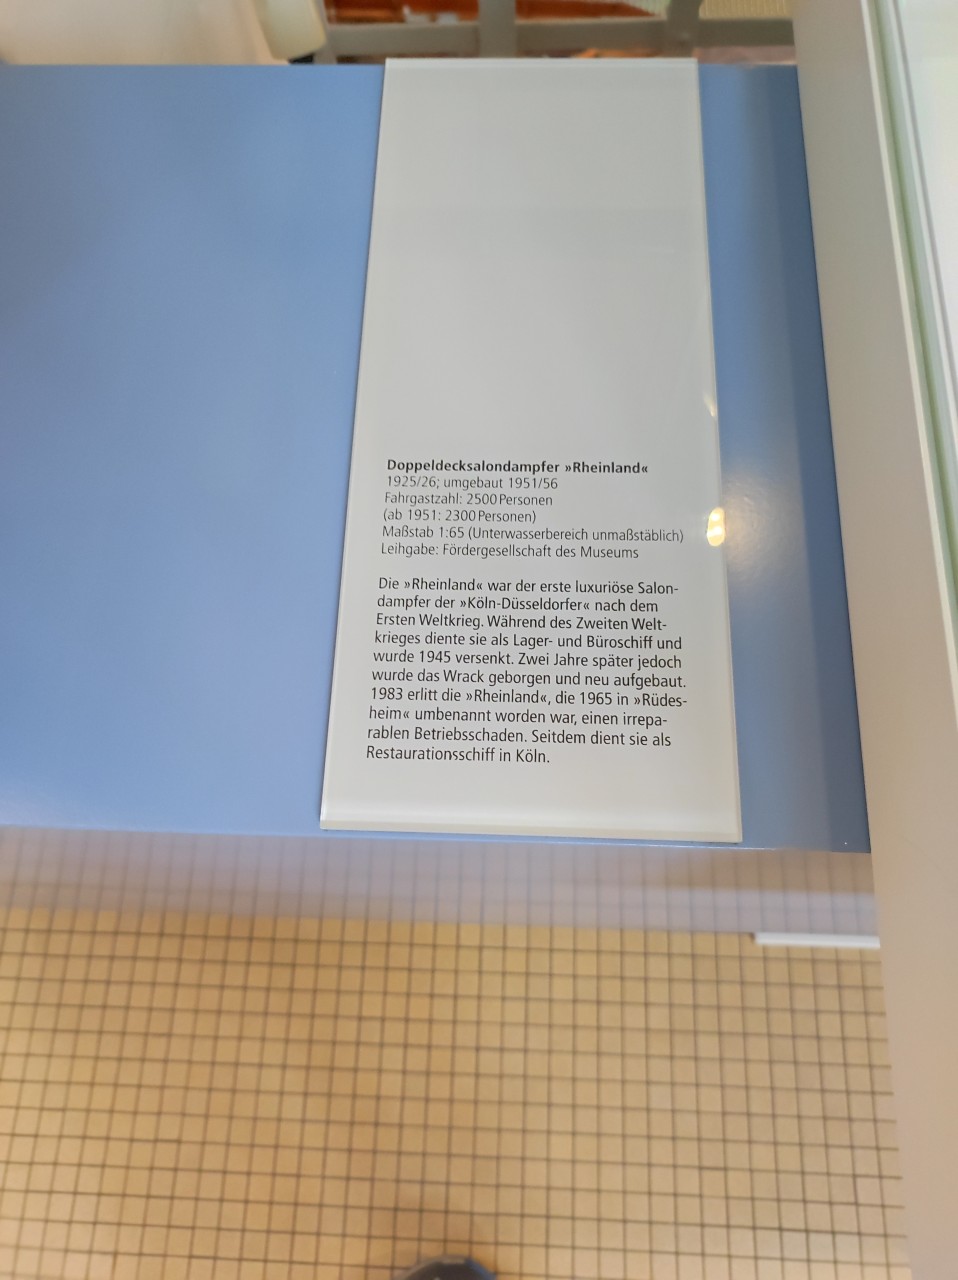 Doppeldecksalondampfer »Rheinland«
1925/26; umgebaut 1951/56
Fahrgastzahl: 2500 Personen
(ab 1951: 2300 Personen)
Maßstab 1:65 (Unterwasserbereich unmaßstäblich)
Leihgabe: Fördergesellschaft des Museums
Die »Rheinland« war der erste luxuriöse Salon-
dampfer der »Köln-Düsseldorfer« nach dem
Ersten Weltkrieg. Während des Zweiten Welt-
krieges diente sie als Lager- und Büroschiff und
wurde 1945 versenkt. Zwei Jahre später jedoch
wurde das Wrack geborgen und neu aufgebaut.
1983 erlitt die »Rheinland«, die 1965 in »Rüdes-
heim« umbenannt worden war, einen irrepa-
rablen Betriebsschaden. Seitdem dient sie als
Restaurationsschiff in Köln.